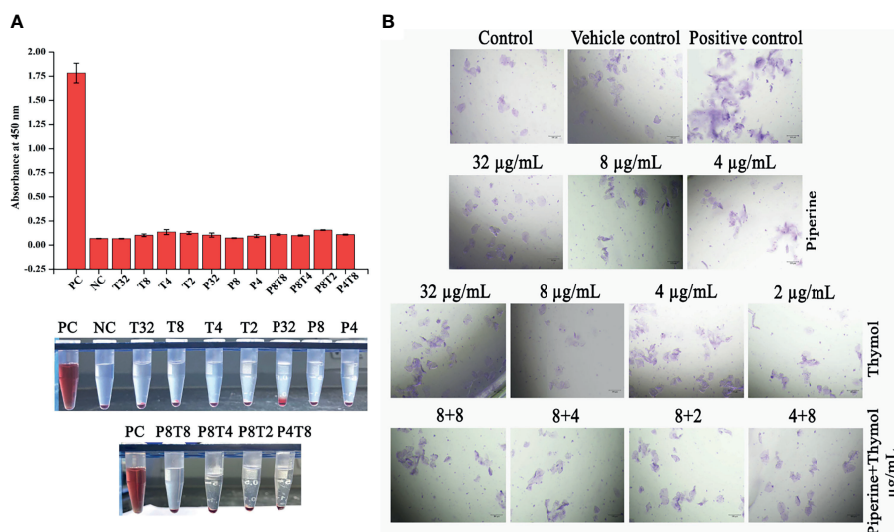 A
Absorbance at 450 nm
2.00
1.75
1.50
1.25
1.00
0.75
0.50
0.25
0.00
-0.25
PC NC T32 T8 T4 T2 P32 P8 P4 P8T8 P8T4 P8T2 P4T8
PC NC T32 T8 T4 T2 P32 P8 P4
PC P8T8 P8T4 P8T2 P4T8
B
Control Vehicle control Positive control
32 µg/mL 8 µg/mL 4 µg/mL
Piperine
32 µg/mL 8 µg/mL 4 µg/mL 2 µg/mL
Thymol
8+8 8+4 8+2 4+8
Piperine+Thymol
µg/mL